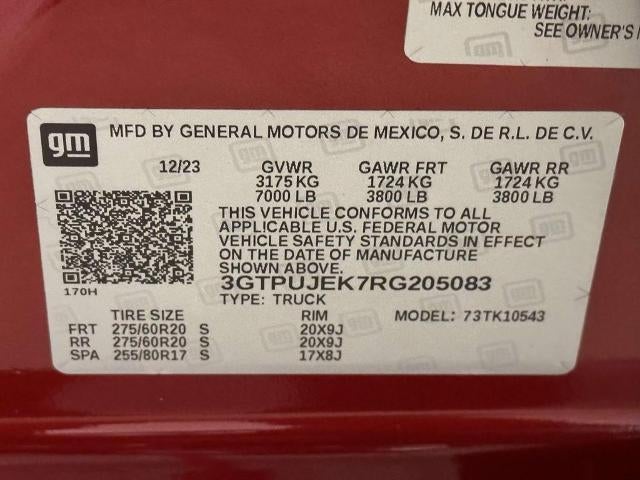 MAX TONGUE WEIGHT:
SEE OWNER'S
gm
MFD BY GENERAL MOTORS DE MEXICO, S. DE R.L. DE C.V.
12/23 GVWR GAWR FRT GAWR RR
3175 KG 1724 KG 1724 KG
7000 LB 3800 LB 3800 LB
THIS VEHICLE CONFORMS TO ALL
APPLICABLE U.S. FEDERAL MOTOR
VEHICLE SAFETY STANDARDS IN EFFECT
ON THE DATE OF MANUFACTURE
SHOWN ABOVE.
170H 3GTPUJEK7RG205083
TYPE: TRUCK MODEL: 73TK10543
TIRE SIZE RIM
FRT 275/60R20 S 20X9J
RR 275/60R20 S 20X9J
SPA 255/80R17 S 17X8J